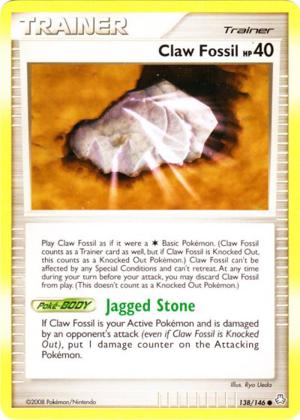 TRAINER
Trainer
Claw Fossil HP 40
Play Claw Fossil as if it were a Basic Pokémon. (Claw Fossil
counts as a Trainer card as well, but if Claw Fossil is Knocked Out,
this counts as a Knocked Out Pokémon.) Claw Fossil can't be
affected by any Special Conditions and can't retreat. At any time
during your turn before your attack, you may discard Claw Fossil
from play. (This doesn't count as a Knocked Out Pokémon.)
Poké-BODY Jagged Stone
If Claw Fossil is your Active Pokémon and is
damaged by an opponent's attack (even if Claw Fossil is Knocked
Out), put 1 damage counter on the Attacking
Pokémon.
Illus. Ryo Ueda
©2008 Pokémon/Nintendo
138/146